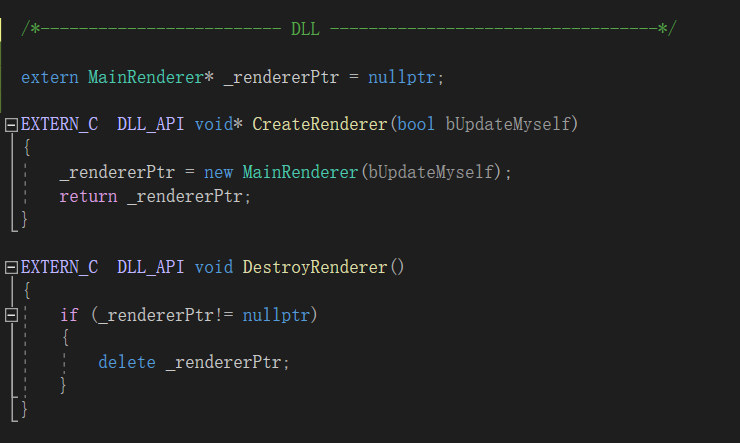 /*------------------------- DLL ----------------------------------*/
extern MainRenderer* _rendererPtr = nullptr;
EXTERN_C  DLL_API void* CreateRenderer(bool bUpdateMyself)
{
    _rendererPtr = new MainRenderer(bUpdateMyself);
    return _rendererPtr;
}
EXTERN_C  DLL_API void DestroyRenderer()
{
    if (_rendererPtr!= nullptr)
    {
        delete _rendererPtr;
    }
}